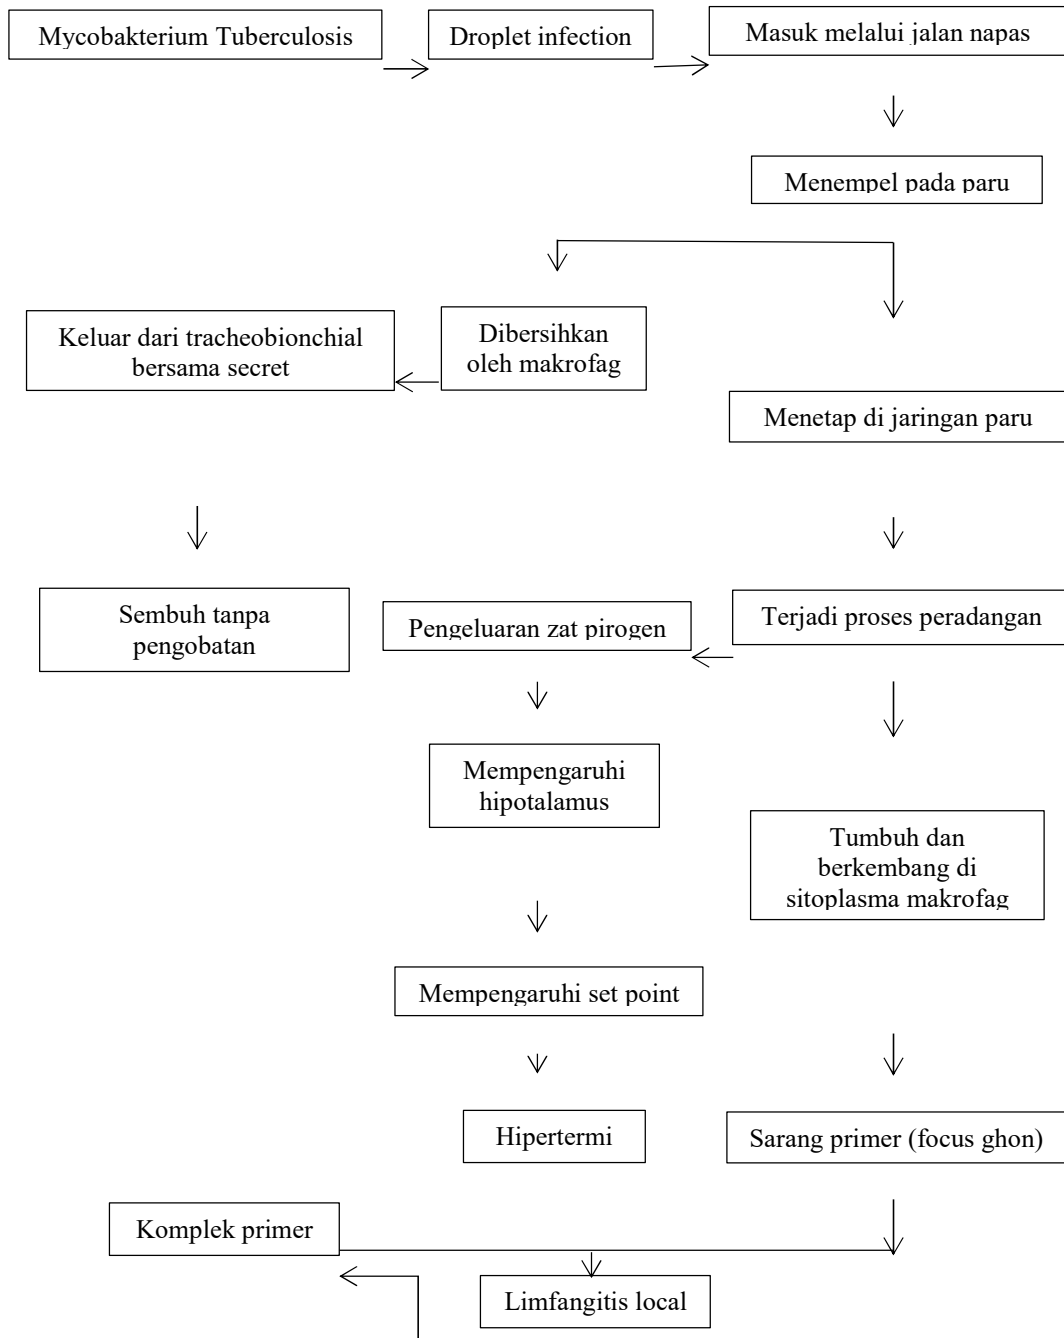 Mycobakterium Tuberculosis
Droplet infection
Masuk melalui jalan napas
Menempel pada paru
Keluar dari tracheobionchial
bersama secret
Dibersihkan
oleh makrofag
Menetap di jaringan paru
Sembuh tanpa
pengobatan
Pengeluaran zat pirogen
Terjadi proses peradangan
Mempengaruhi
hipotalamus
Tumbuh dan
berkembang di
sitoplasma makrofag
Mempengaruhi set point
Hipertermi
Sarang primer (focus ghon)
Komplek primer
Limfangitis local